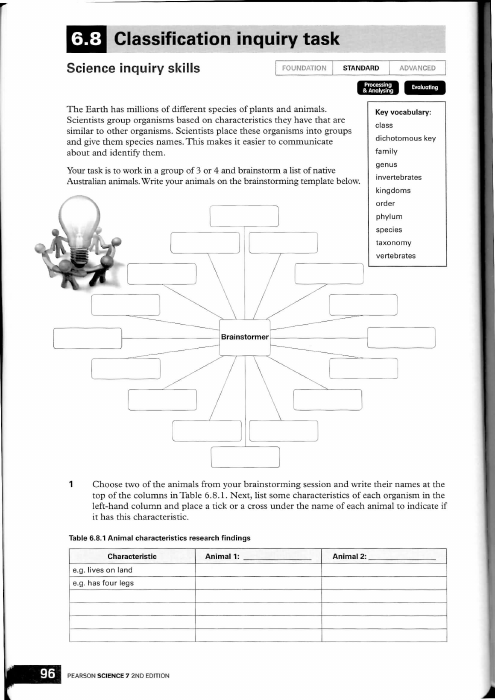 6.8 Classification inquiry task
Science inquiry skills
FOUNDATION STANDARD ADVANCED
Processing & Analysing
Evaluating
The Earth has millions of different species of plants and animals.
Scientists group organisms based on characteristics they have that are
similar to other organisms. Scientists place these organisms into groups
and give them species names. This makes it easier to communicate
about and identify them.
Your task is to work in a group of 3 or 4 and brainstorm a list of native
Australian animals. Write your animals on the brainstorming template below.
Key vocabulary:
class
dichotomous key
family
genus
invertebrates
kingdoms
order
phylum
species
taxonomy
vertebrates
Brainstormer
1 Choose two of the animals from your brainstorming session and write their names at the
top of the columns in Table 6.8.1. Next, list some characteristics of each organism in the
left-hand column and place a tick or a cross under the name of each animal to indicate if
it has this characteristic.
Table 6.8.1 Animal characteristics research findings
Characteristic Animal 1: Animal 2:
e.g. lives on land
e.g. has four legs
96 PEARSON SCIENCE 7 2ND EDITION